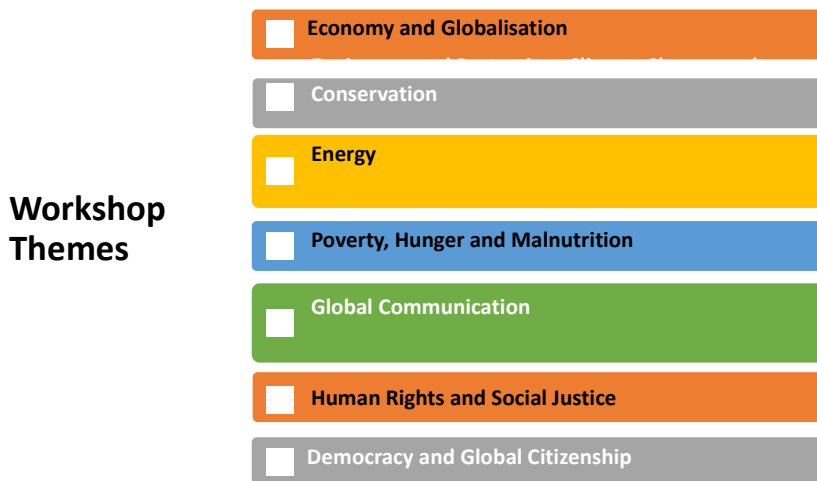 Workshop
Themes
Economy and Globalisation
Conservation
Energy
Poverty, Hunger and Malnutrition
Global Communication
Human Rights and Social Justice
Democracy and Global Citizenship